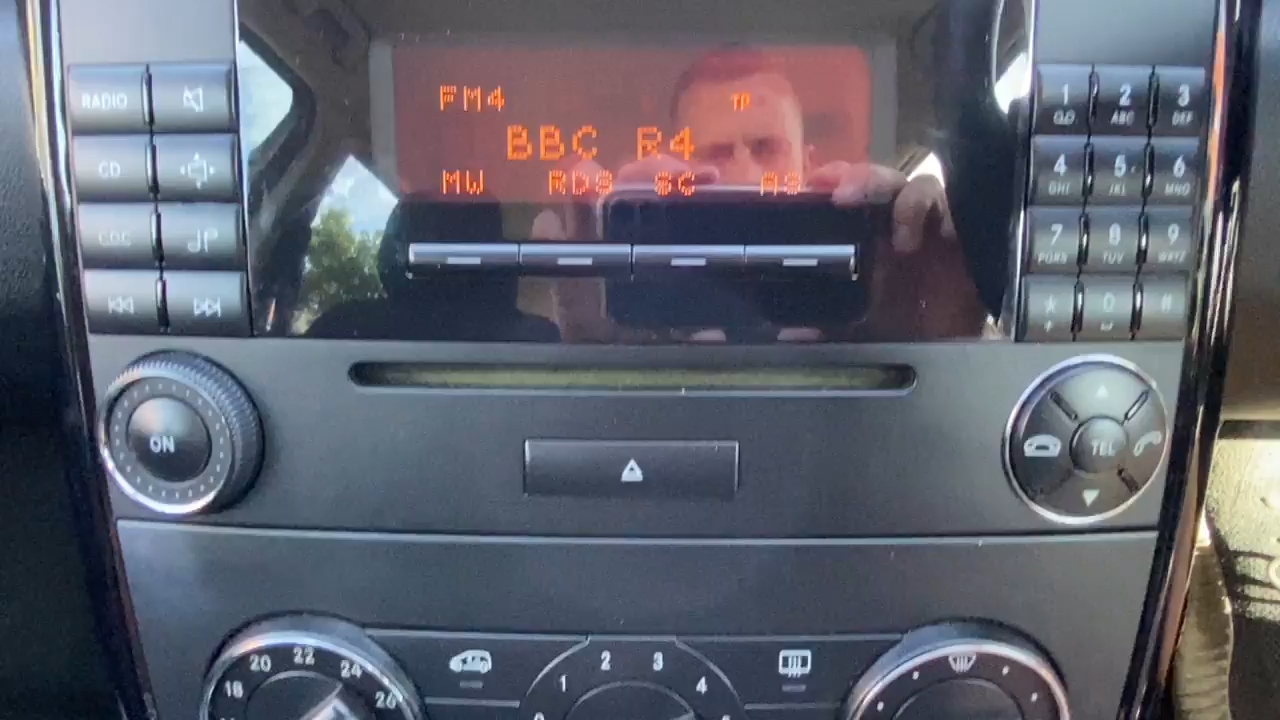 FM4 TP
BBC R4
MW RDS SC AS
RADIO
CD
CDC
ON
1 2 3
QD ABC DEF
4 5 6
GHI JKL MNO
7 8 9
PQRS TUV WXYZ
* 0 #
+
TEL
18 20 22 24 26
1 2 3 4